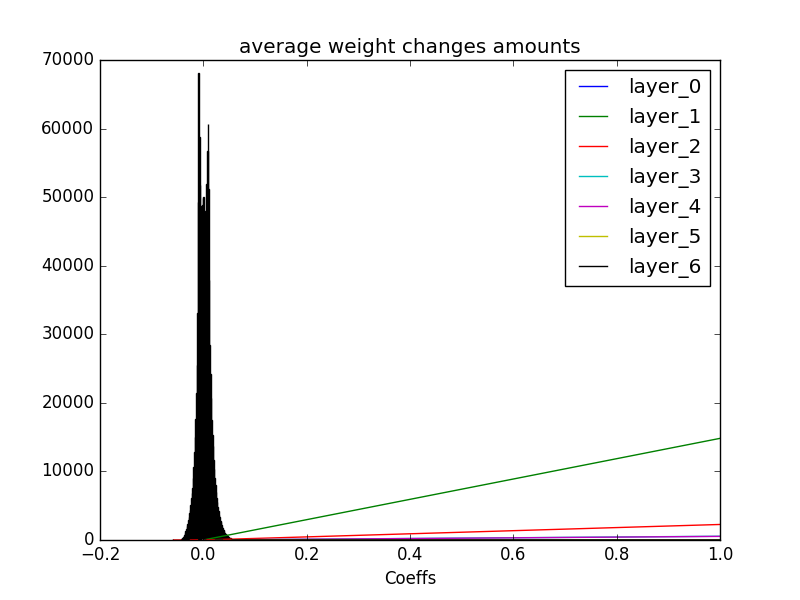 average weight changes amounts
70000
60000
50000
40000
30000
20000
10000
0
layer_0
layer_1
layer_2
layer_3
layer_4
layer_5
layer_6
−0.2
0.0
0.2
0.4
0.6
0.8
1.0
Coeffs